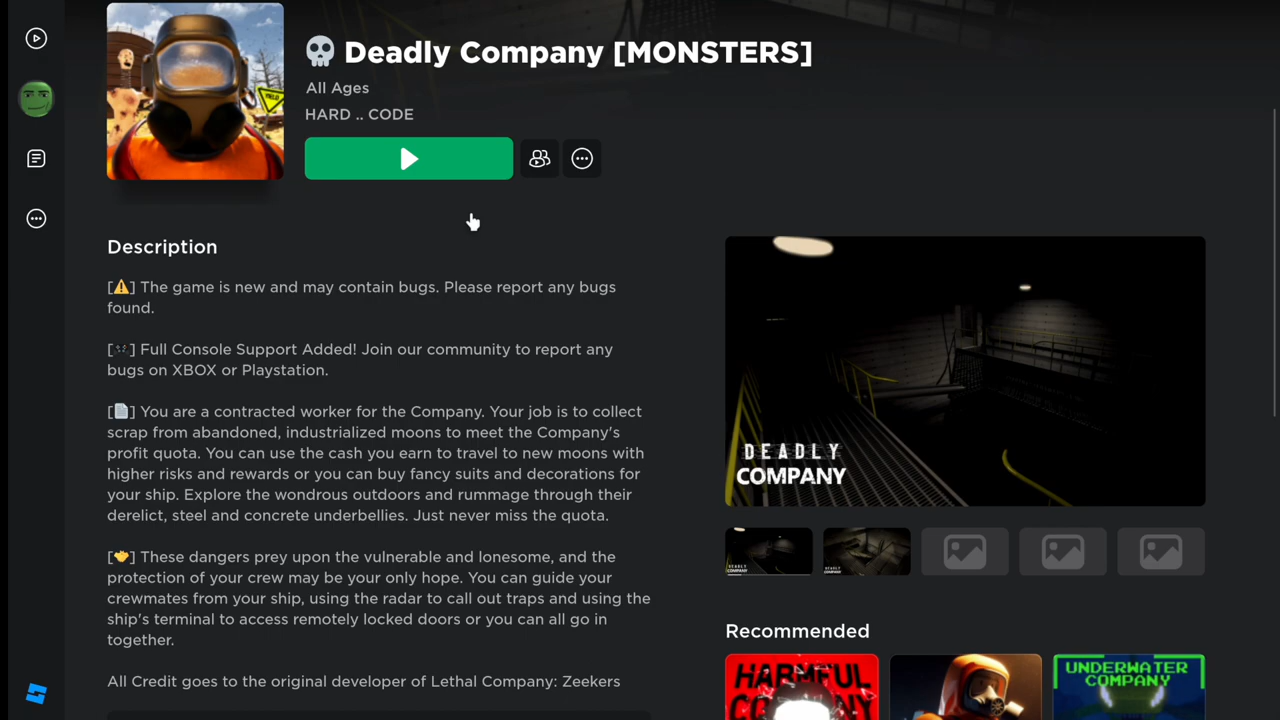 Deadly Company [MONSTERS]
All Ages
HARD .. CODE
Description
[⚠️] The game is new and may contain bugs. Please report any bugs
found.
[🎮] Full Console Support Added! Join our community to report any
bugs on XBOX or Playstation.
[📄] You are a contracted worker for the Company. Your job is to collect
scrap from abandoned, industrialized moons to meet the Company's
profit quota. You can use the cash you earn to travel to new moons with
higher risks and rewards or you can buy fancy suits and decorations for
your ship. Explore the wondrous outdoors and rummage through their
derelict, steel and concrete underbellies. Just never miss the quota.
[🤝] These dangers prey upon the vulnerable and lonesome, and the
protection of your crew may be your only hope. You can guide your
crewmates from your ship, using the radar to call out traps and using the
ship's terminal to access remotely locked doors or you can all go in
together.
All Credit goes to the original developer of Lethal Company: Zeekers
DEADLY
COMPANY
DEADLY
COMPANY
DEADLY
COMPANY
Recommended
HARMFUL
UNDERWATER
COMPANY